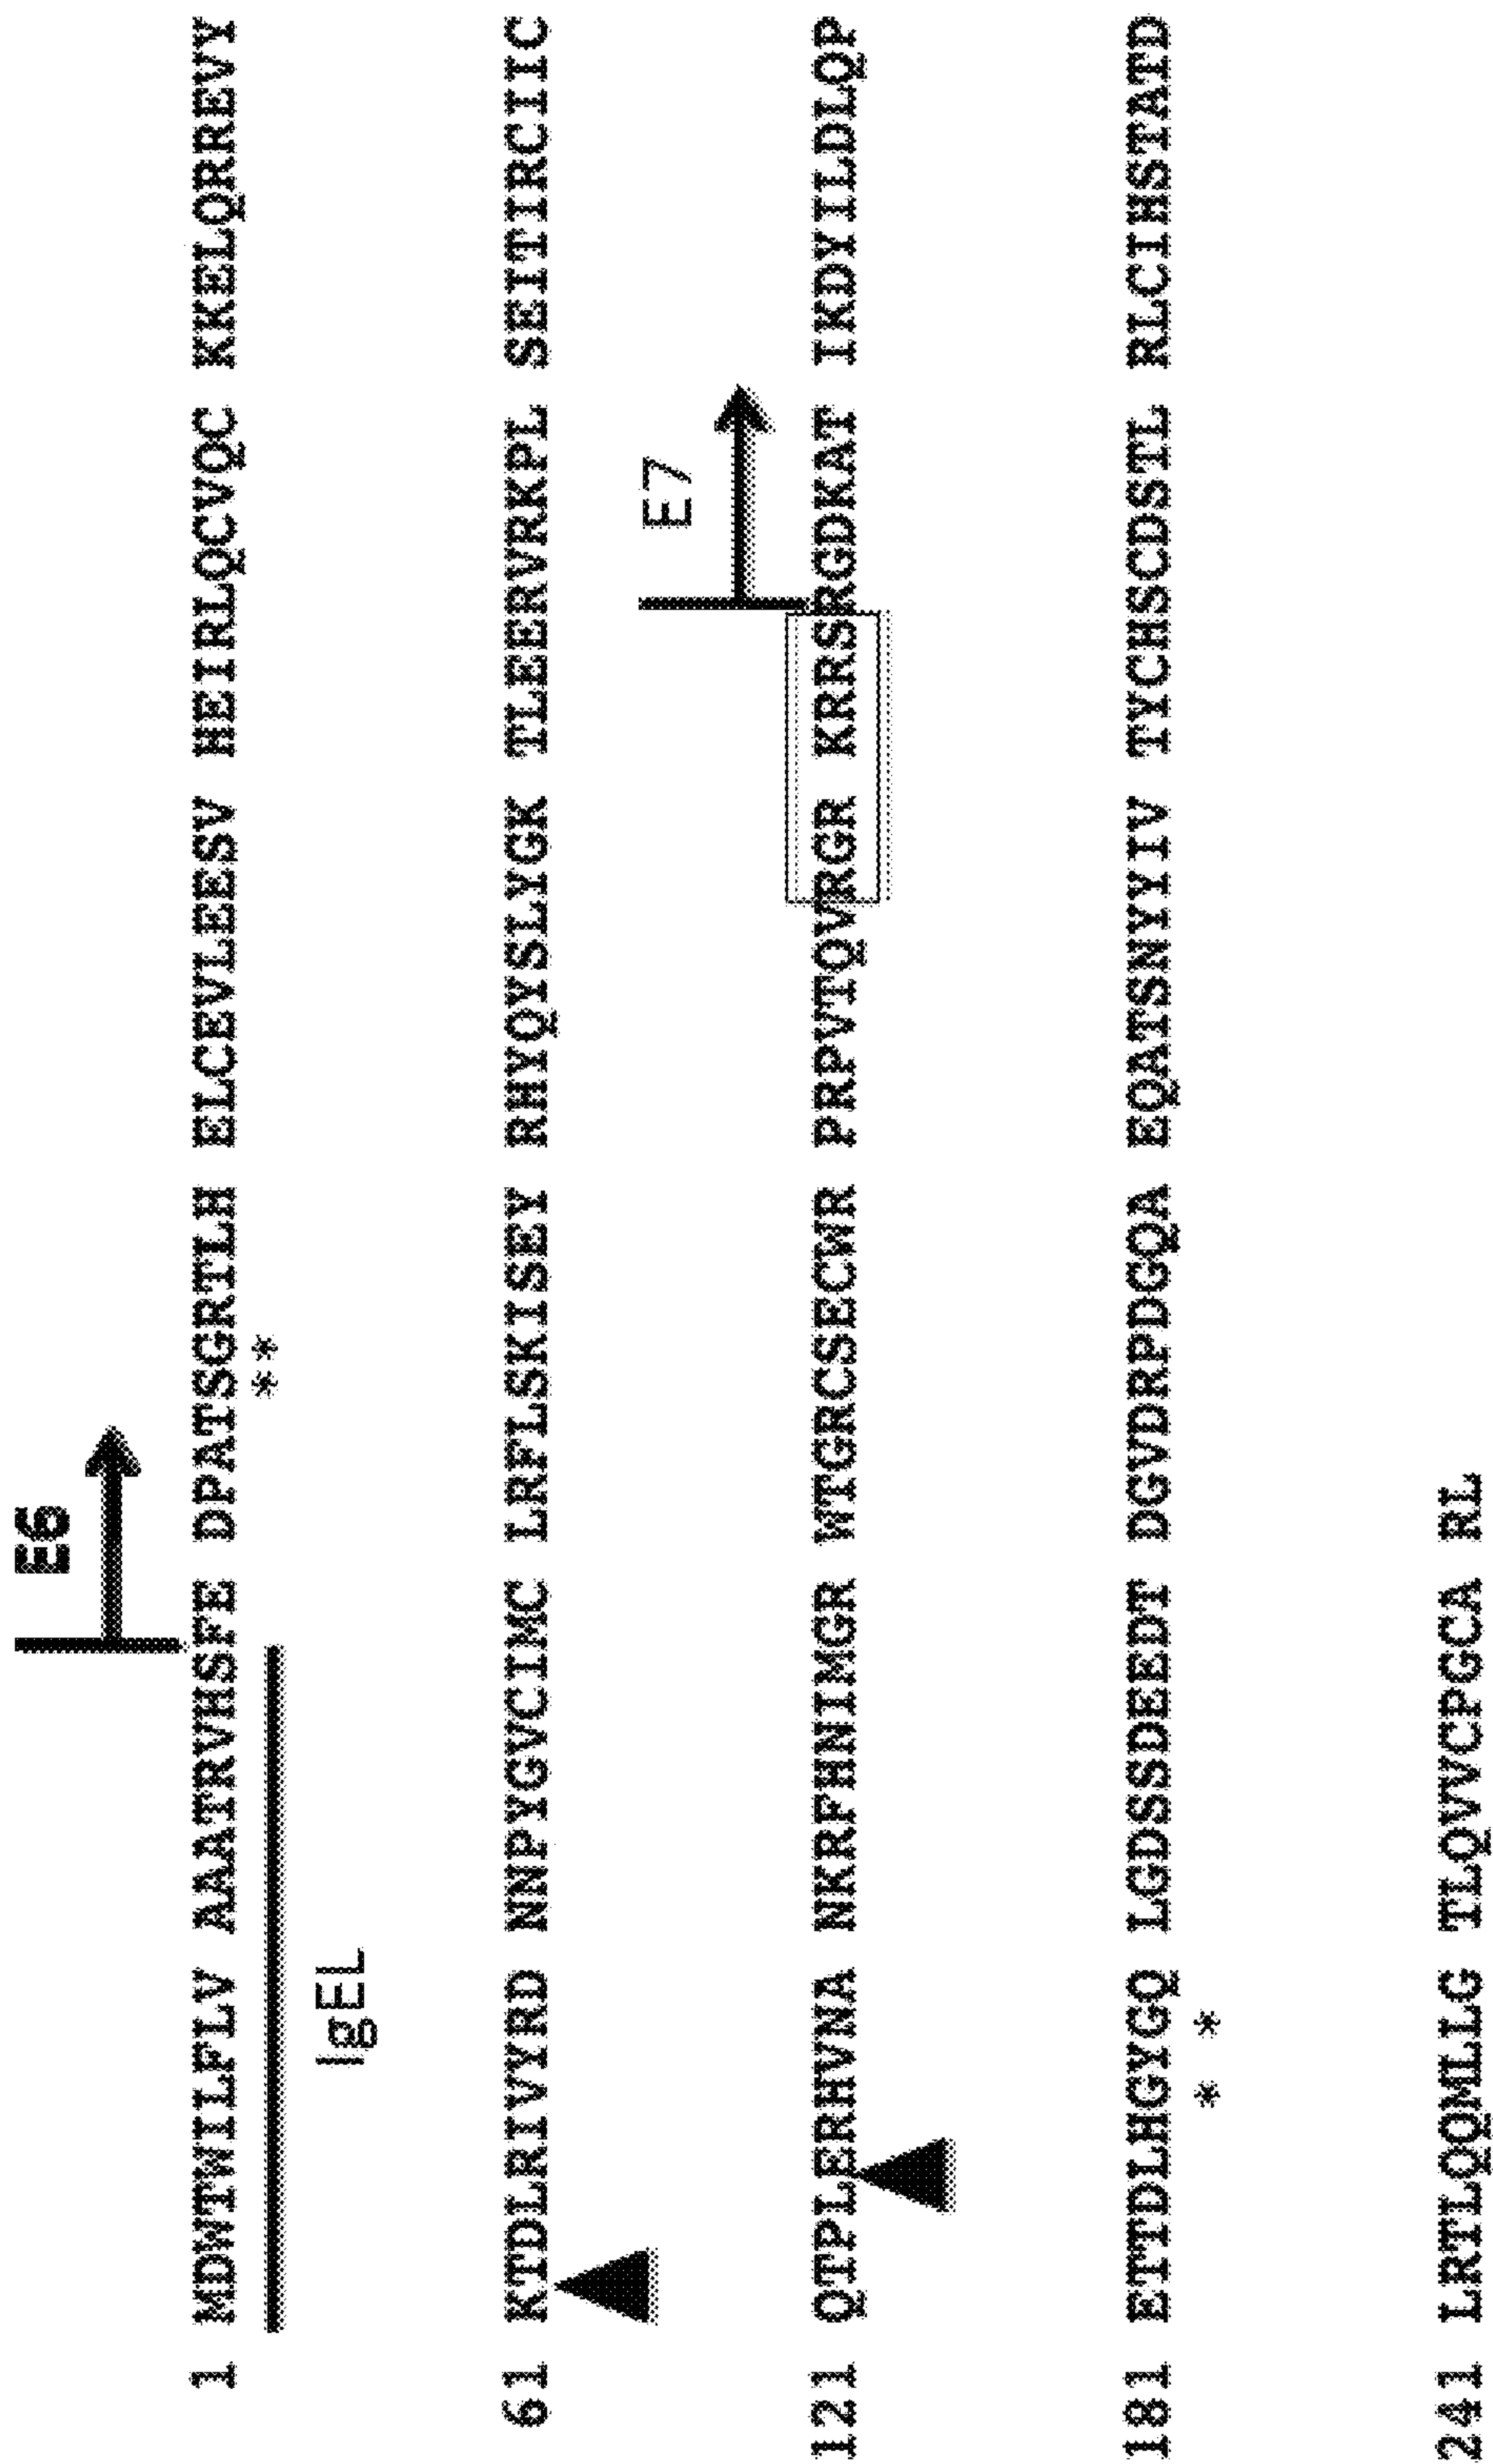 E6
1 MDWTWILFLV AAATRVHSFE DPATSGRTLH ELCEVLEESV HEIRLQCVQC KKELQRREVY
**
IgEL
61 KTDLRIVYRD NNPYGVCIMC LRFLSKISEY RHYQYSLYGK TLEERVRKPL SEITIRCIIC
E7
121 QTPLERHVNA NKRFHNIMGR WTGRCSECWR PRPVTQVRGR KRRSRGDKAT IKDYILDLQP
181 ETTDLHGYGQ LGDSSDEEDT DGVDRPDGQA EQATSNYYIV TYCHSCDSTL RLCIHSTATD
* *
241 LRTLQQMLLG TLQVVCPGCA RL